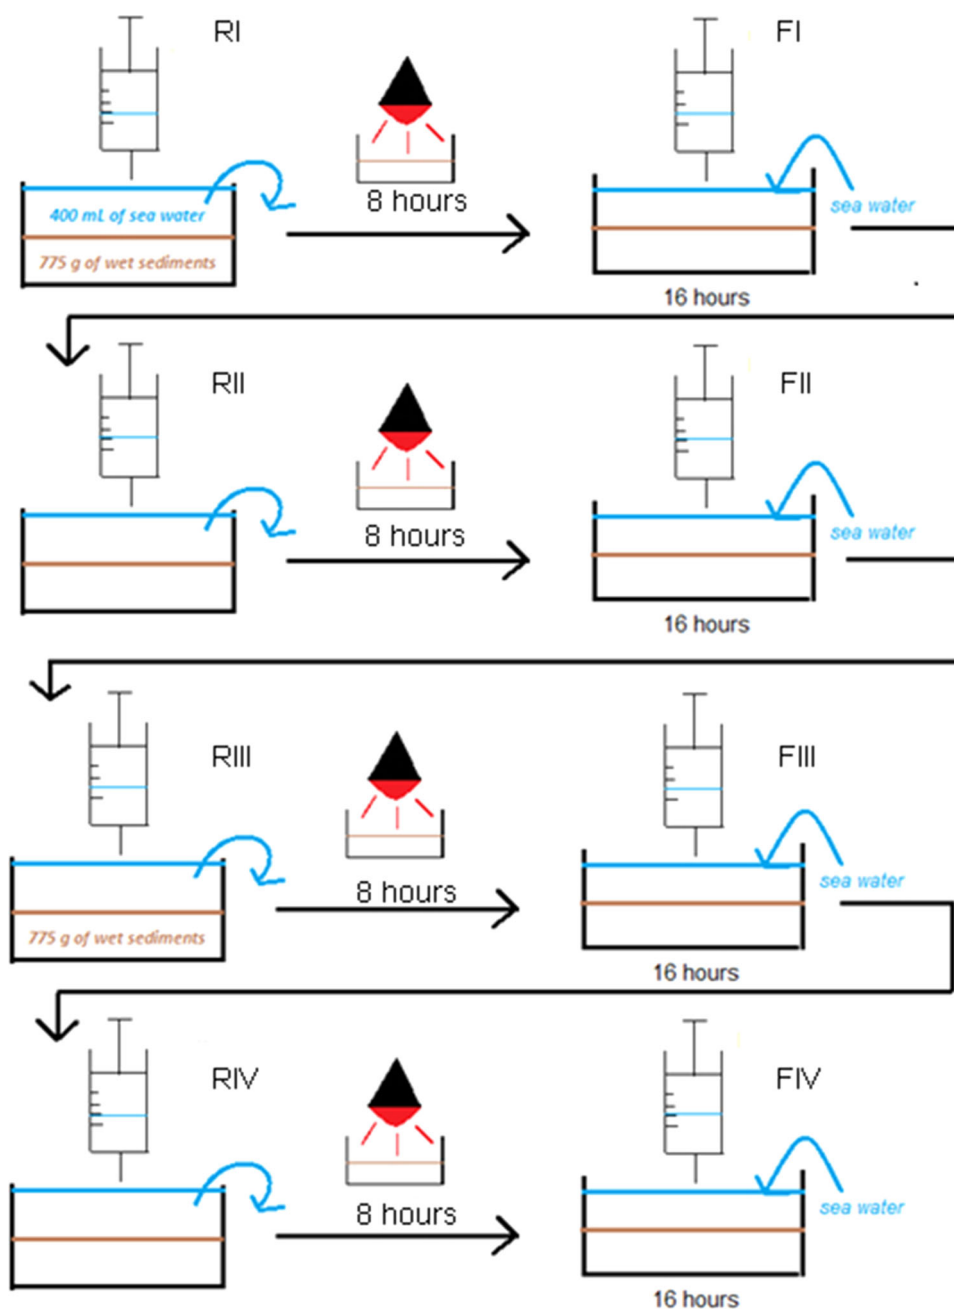 RI
FI
8 hours
400 mL of sea water
sea water
775 g of wet sediments
16 hours
RII
FII
8 hours
sea water
16 hours
RIII
FIII
8 hours
sea water
775 g of wet sediments
16 hours
RIV
FIV
8 hours
sea water
16 hours